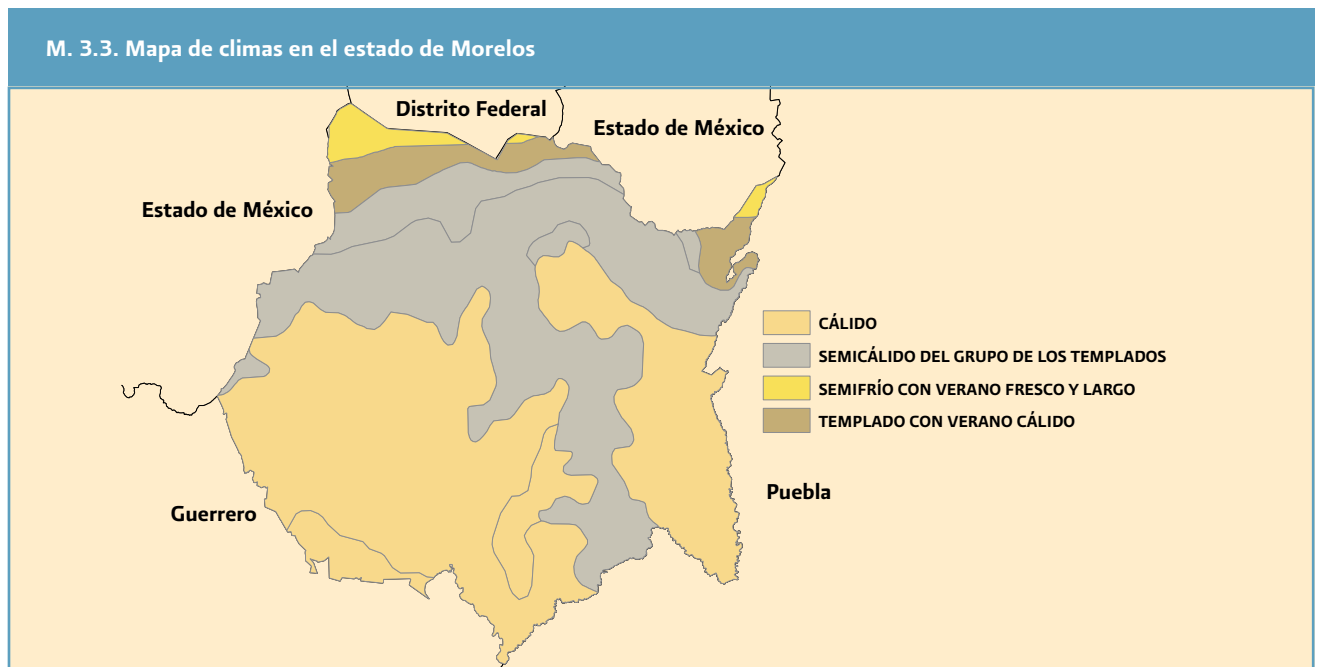 M. 3.3. Mapa de climas en el estado de Morelos
Distrito Federal
Estado de México
Estado de México
CÁLIDO
SEMICÁLIDO DEL GRUPO DE LOS TEMPLADOS
SEMIFRÍO CON VERANO FRESCO Y LARGO
TEMPLADO CON VERANO CÁLIDO
Puebla
Guerrero